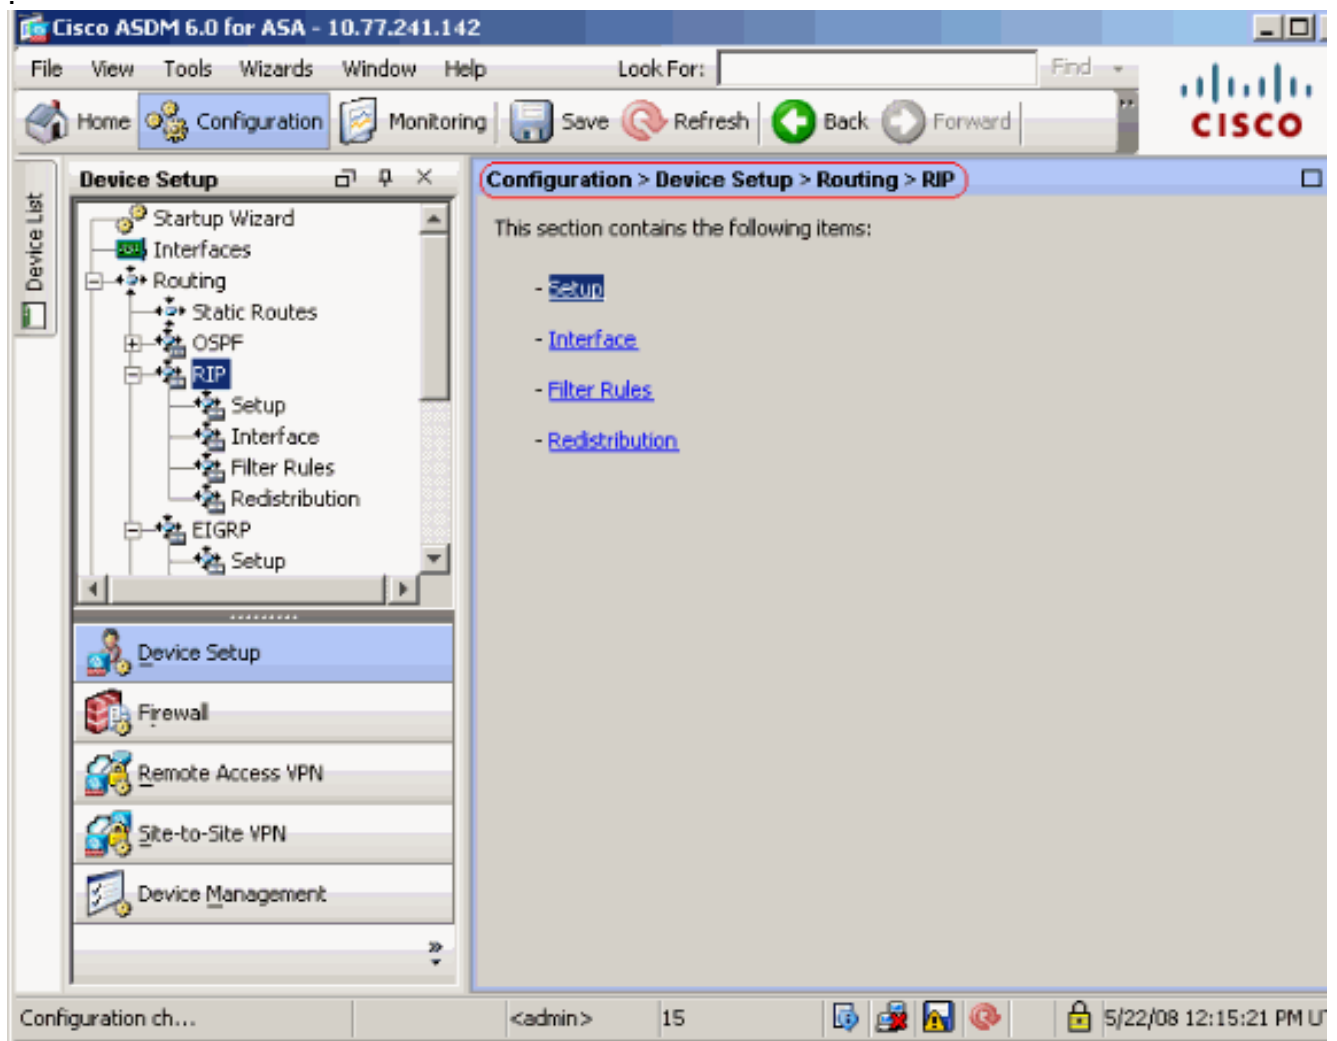 Cisco ASDM 6.0 for ASA - 10.77.241.142
File View Tools Wizards Window Help Look For: Find
Home Configuration Monitoring Save Refresh Back Forward
CISCO
Device List
Device Setup
Startup Wizard
Interfaces
Routing
Static Routes
OSPF
RIP
Setup
Interface
Filter Rules
Redistribution
EIGRP
Setup
Device Setup
Firewall
Remote Access VPN
Site-to-Site VPN
Device Management
Configuration > Device Setup > Routing > RIP
This section contains the following items:
- Setup
- Interface
- Filter Rules
- Redistribution
Configuration ch... <admin> 15 5/22/08 12:15:21 PM